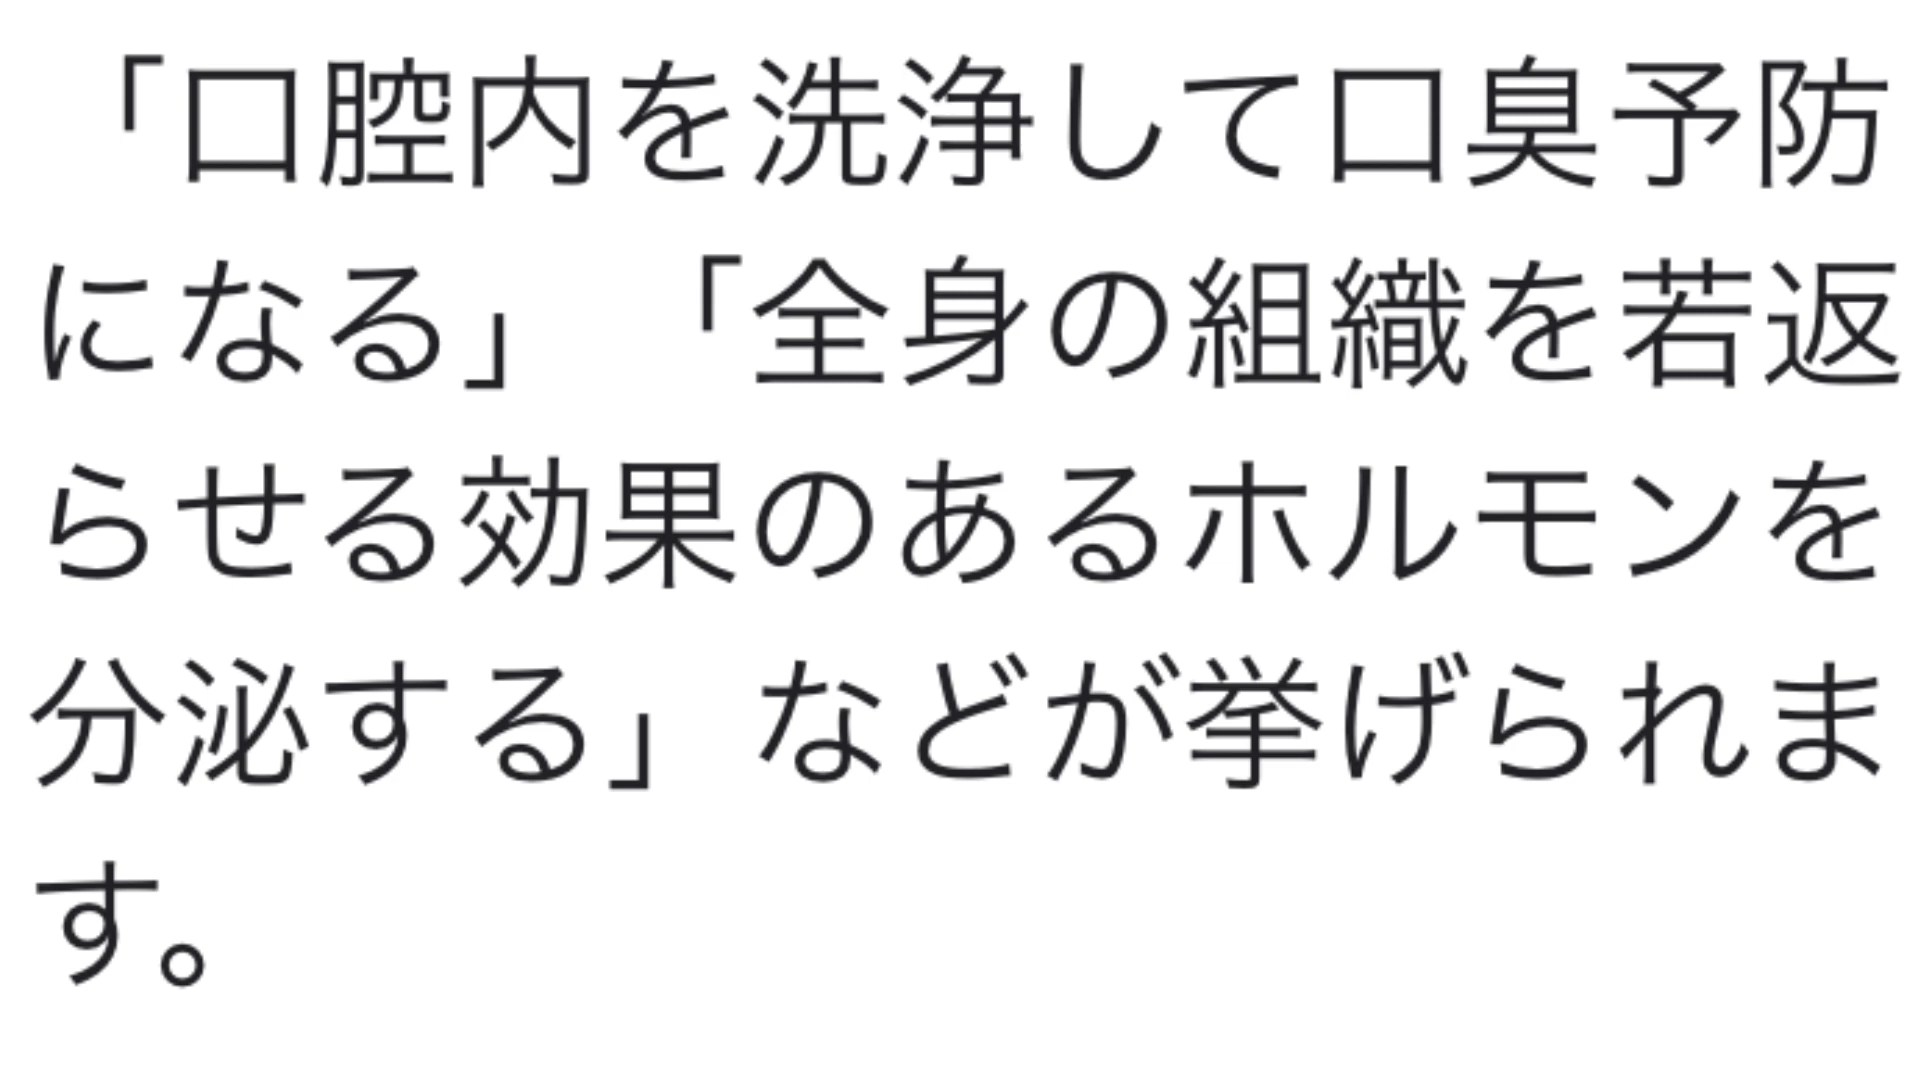 「口腔内を洗浄して口臭予防
になる」「全身の組織を若返
らせる効果のあるホルモンを
分泌する」などが挙げられま
す。